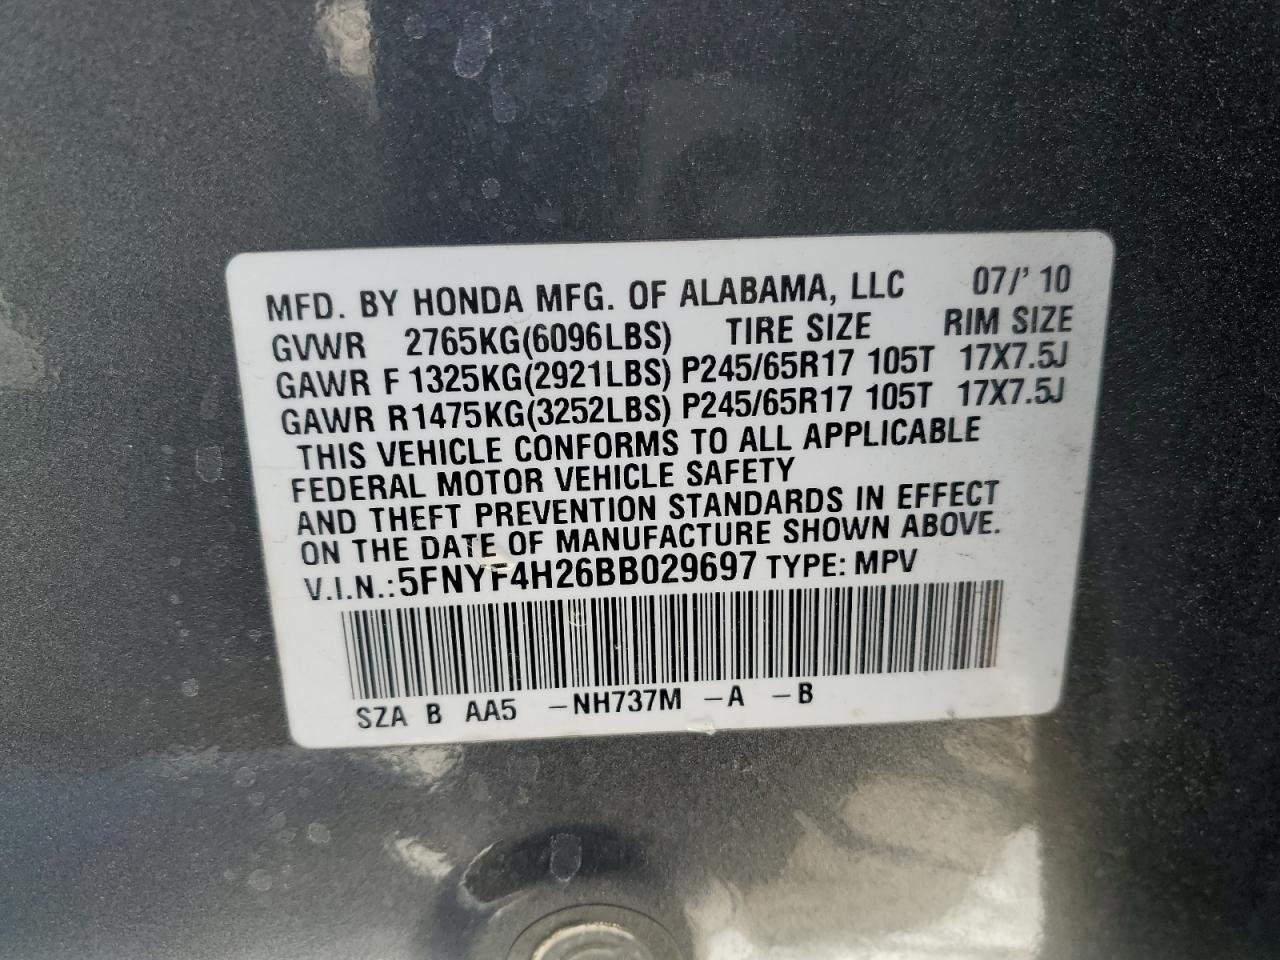 MFD. BY HONDA MFG. OF ALABAMA, LLC 07/' 10
GVWR 2765KG(6096LBS) TIRE SIZE RIM SIZE
GAWR F 1325KG(2921LBS) P245/65R17 105T 17X7.5J
GAWR R1475KG(3252LBS) P245/65R17 105T 17X7.5J
THIS VEHICLE CONFORMS TO ALL APPLICABLE
FEDERAL MOTOR VEHICLE SAFETY
AND THEFT PREVENTION STANDARDS IN EFFECT
ON THE DATE OF MANUFACTURE SHOWN ABOVE.
V.I.N.: 5FNYF4H26BB029697 TYPE: MPV
SZA B AA5 -NH737M -A -B